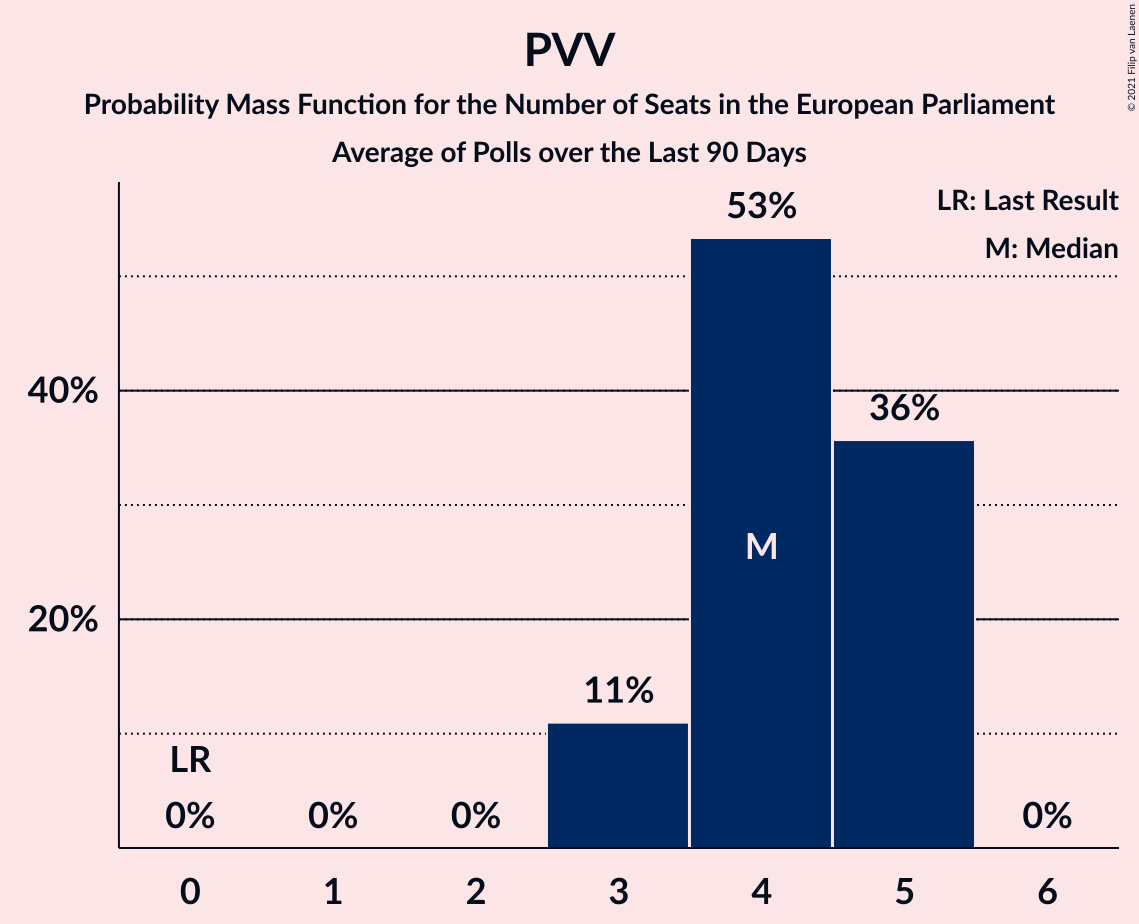 PVV
Probability Mass Function for the Number of Seats in the European Parliament
Average of Polls over the Last 90 Days
© 2021 Filip van Laenen
LR: Last Result
M: Median
53%
40%
36%
M
20%
11%
LR
0% 0% 0% 0%
0 1 2 3 4 5 6